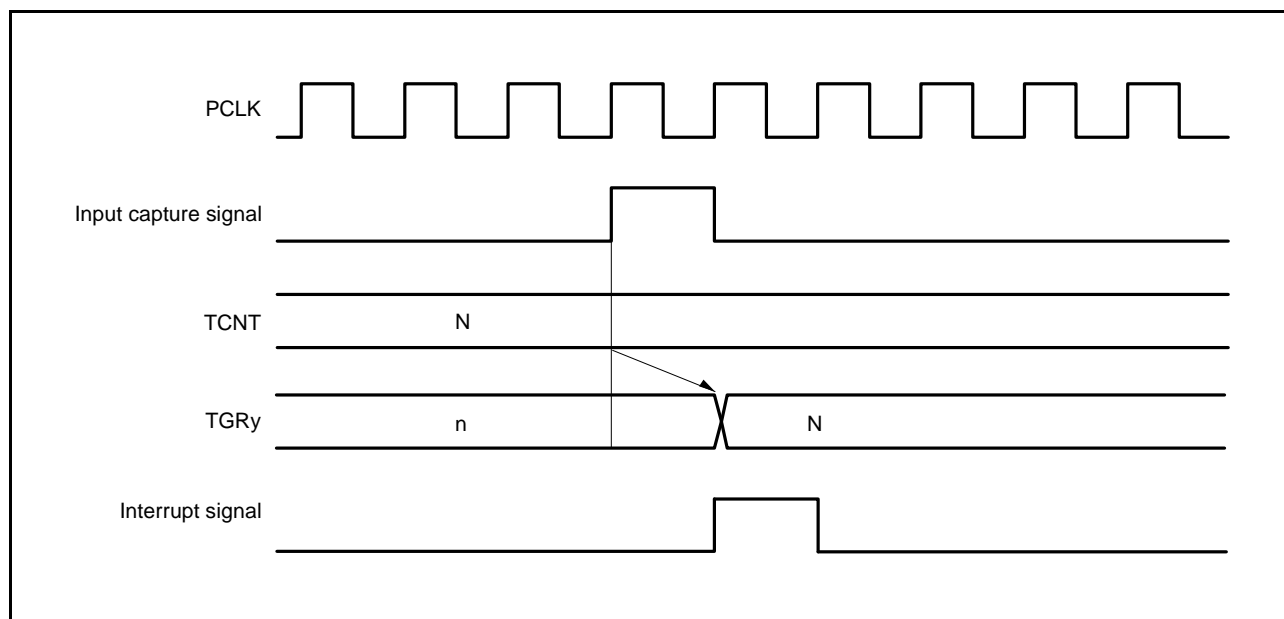 PCLK
Input capture signal
TCNT
N
TGRy
n
N
Interrupt signal